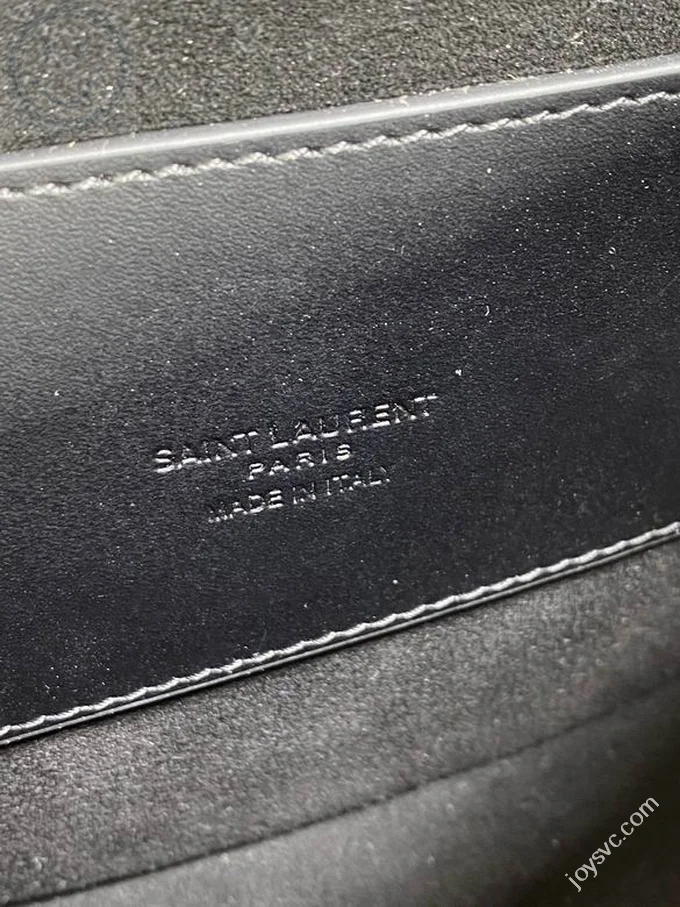 SAINT LAURENT
PARIS
MADE IN ITALY
joysvc.com